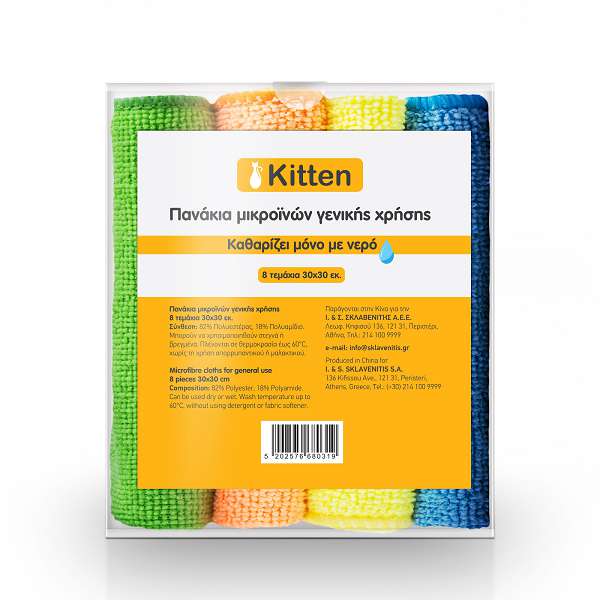 Kitten
Πανάκια μικροϊνών γενικής χρήσης
Καθαρίζει μόνο με νερό
8 τεμάχια 30x30 εκ.
Πανάκια μικροϊνών γενικής χρήσης
8 τεμάχια 30x30 εκ.
Σύνθεση: 82% Πολυεστέρας, 18% Πολυαμίδιο.
Μπορούν να χρησιμοποιηθούν στεγνά ή
βρεγμένα. Πλένονται σε θερμοκρασία έως 60°C,
χωρίς τη χρήση απορρυπαντικού ή μαλακτικού.
Microfibre cloths for general use
8 pieces 30x30 cm
Composition: 82% Polyester, 18% Polyamide.
Can be used dry or wet. Wash temperature up to
60°C, without using detergent or fabric softener.
Παράγονται στην Κίνα για την
Ι. & Σ. ΣΚΛΑΒΕΝΙΤΗΣ Α.Ε.Ε.
Λεωφ. Κηφισού 136, 121 31, Περιστέρι,
Αθήνα, Τηλ.: 214 100 9999
e-mail: info@sklavenitis.gr
Produced in China for
I. & S. SKLAVENITIS S.A.
136 Kifissou Ave., 121 31, Peristeri,
Athens, Greece, Tel.: (+30) 214 100 9999
5 202576 680319